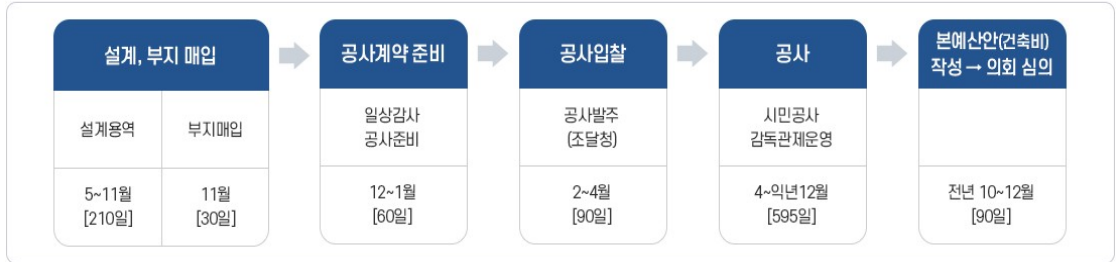 설계, 부지 매입
설계용역
부지매입
5~11월
[210일]
11월
[30일]
공사계약 준비
일상감사
공사준비
12~1월
[60일]
공사입찰
공사발주
(조달청)
2~4월
[90일]
공사
시민공사
감독관제운영
4~익년12월
[595일]
본예산안(건축비)
작성 → 의회 심의
전년 10~12월
[90일]